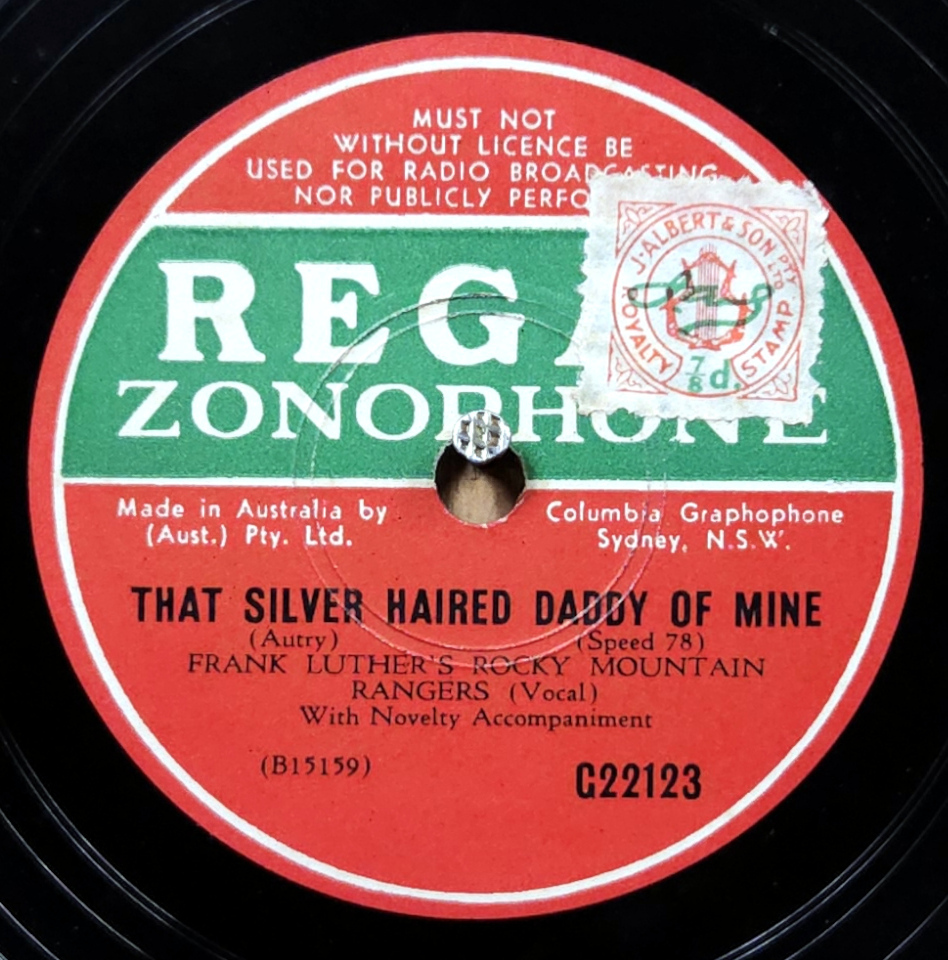 MUST NOT
WITHOUT LICENCE BE
USED FOR RADIO BROADCASTING
NOR PUBLICLY PERFO
REGA
ZONOPHONE
J. ALBERT & SON PTY LTD
ROYALTY STAMP
7/8 d.
Made in Australia by Columbia Graphophone
(Aust.) Pty. Ltd. Sydney, N.S.W.
THAT SILVER HAIRED DADDY OF MINE
(Autry) (Speed 78)
FRANK LUTHER'S ROCKY MOUNTAIN
RANGERS (Vocal)
With Novelty Accompaniment
(B15159) G22123